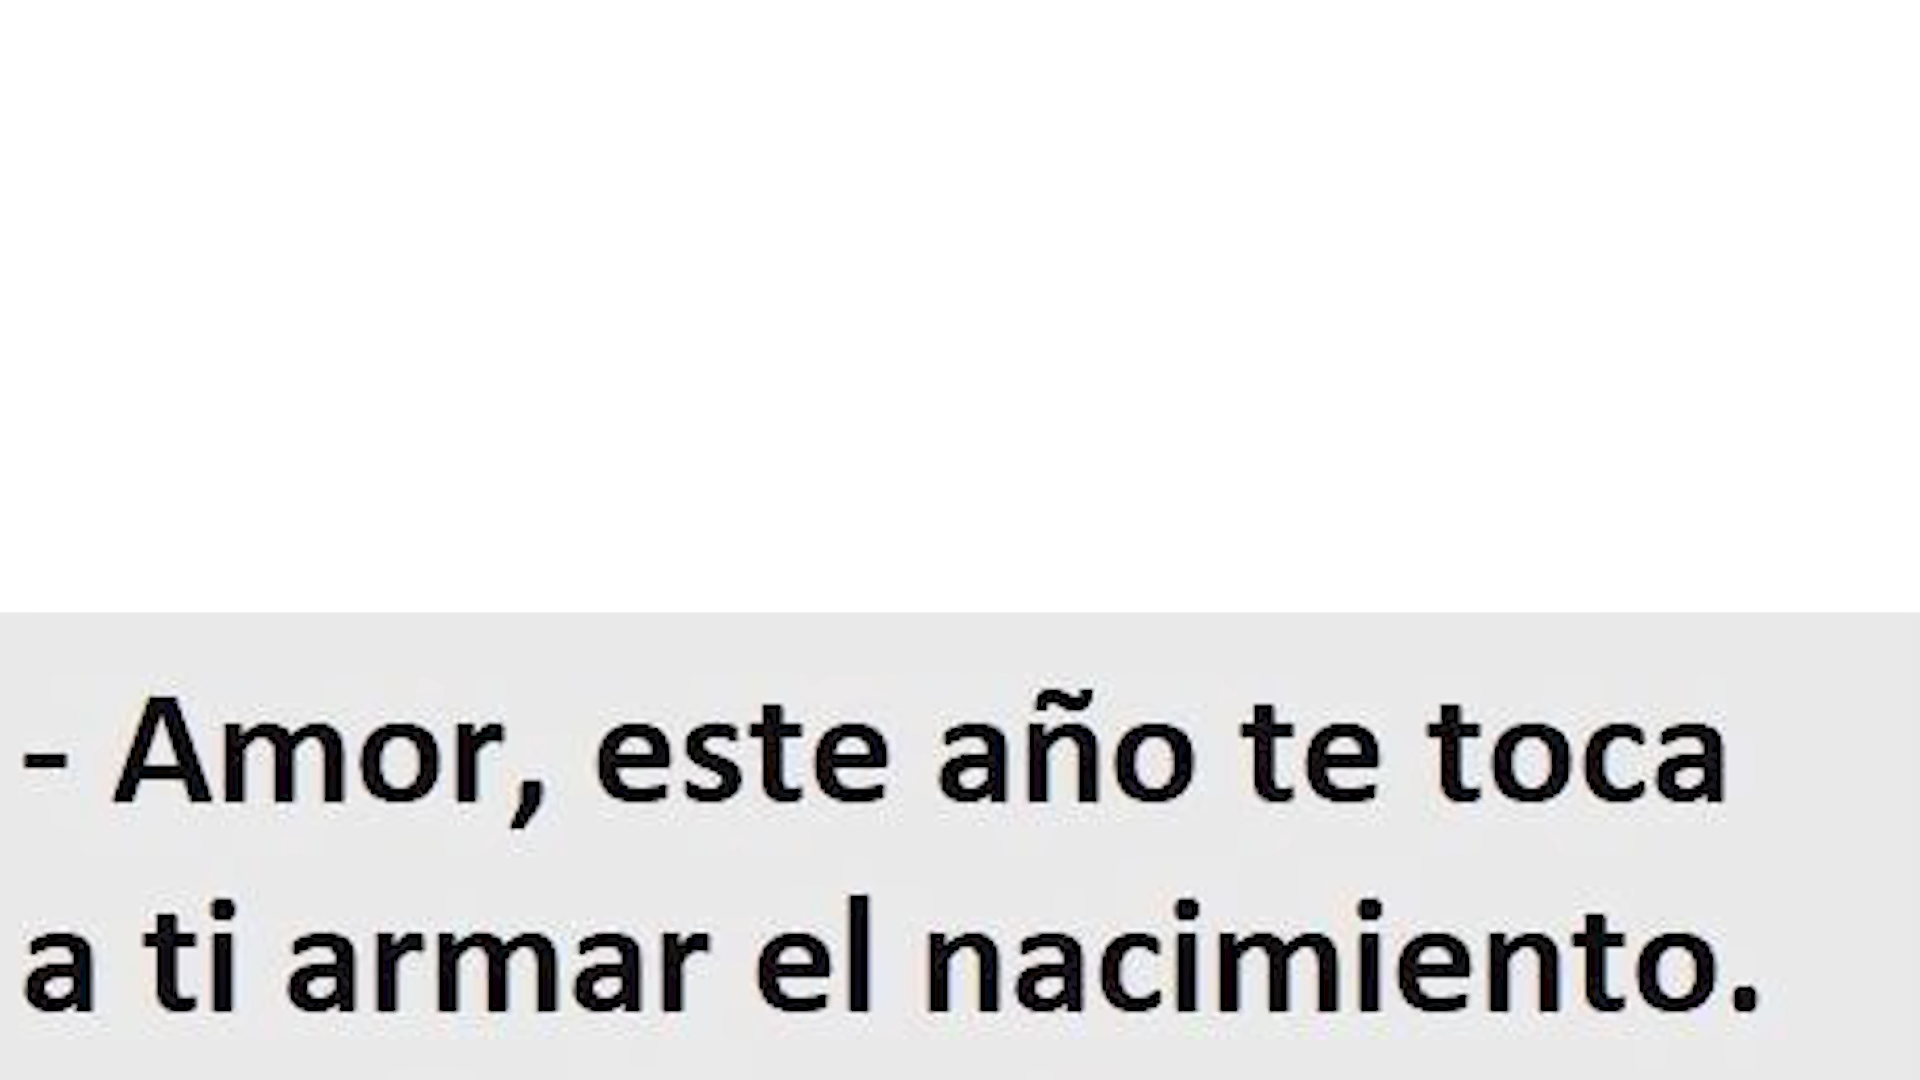 - Amor, este año te toca
a ti armar el nacimiento.